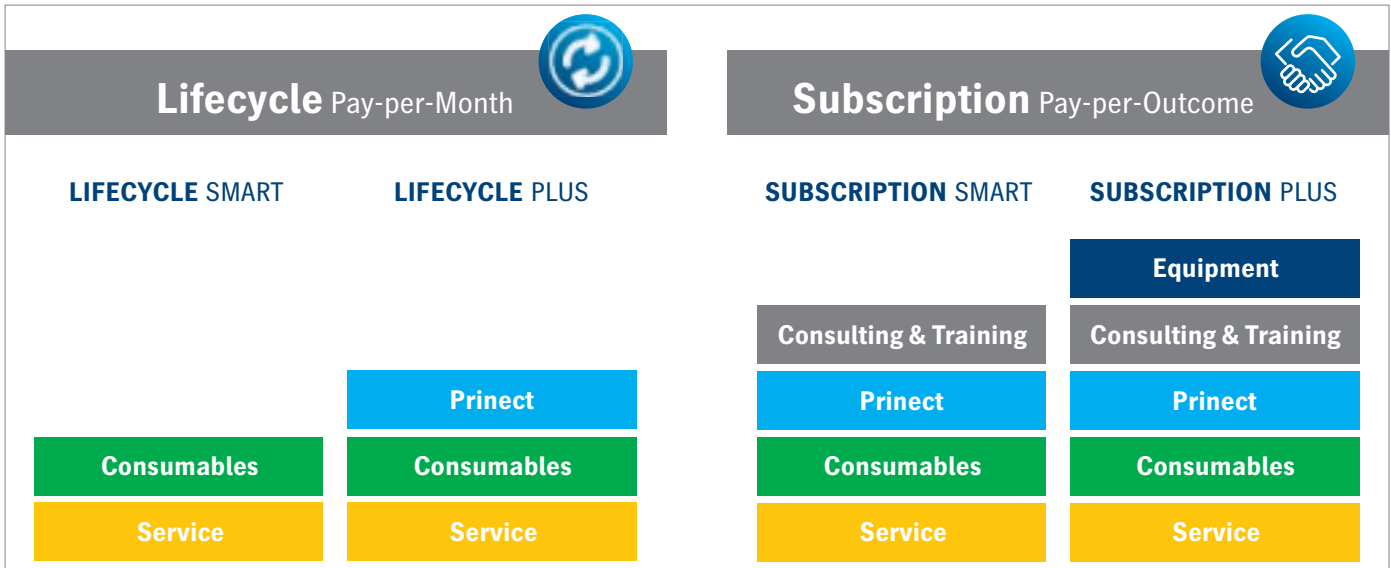 Lifecycle Pay-per-Month
LIFECYCLE SMART
LIFECYCLE PLUS
Prinect
Consumables
Consumables
Service
Service
Subscription Pay-per-Outcome
SUBSCRIPTION SMART
SUBSCRIPTION PLUS
Equipment
Consulting & Training
Consulting & Training
Prinect
Prinect
Consumables
Consumables
Service
Service